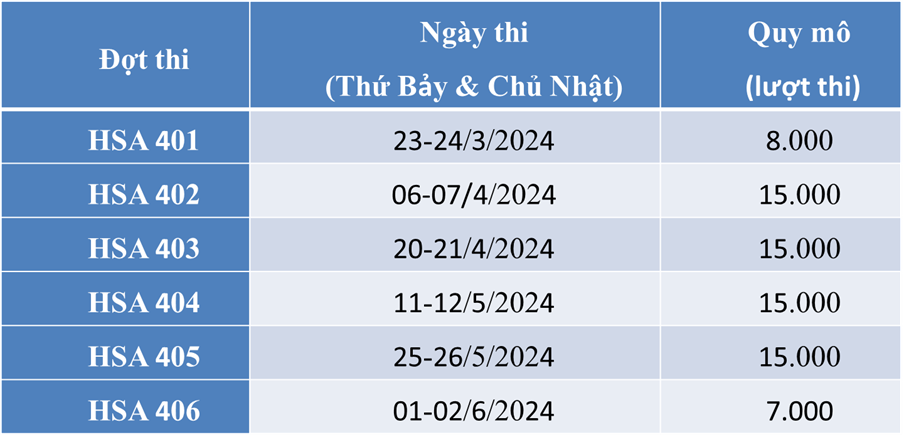 Đợt thi
Ngày thi
(Thứ Bảy & Chủ Nhật)
Quy mô
(lượt thi)
HSA 401 23-24/3/2024 8.000
HSA 402 06-07/4/2024 15.000
HSA 403 20-21/4/2024 15.000
HSA 404 11-12/5/2024 15.000
HSA 405 25-26/5/2024 15.000
HSA 406 01-02/6/2024 7.000